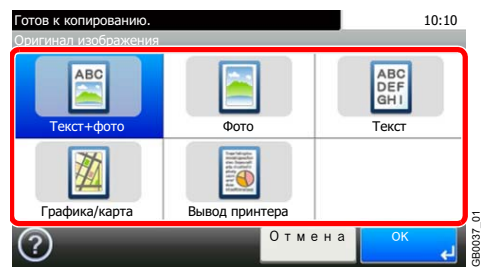 Готов к копированию. 10:10
Оригинал изображения
ABC
ABC
DEF
GHI
Текст+фото Фото Текст
Графика/карта Вывод принтера
? Отмена OK
GB0037_01